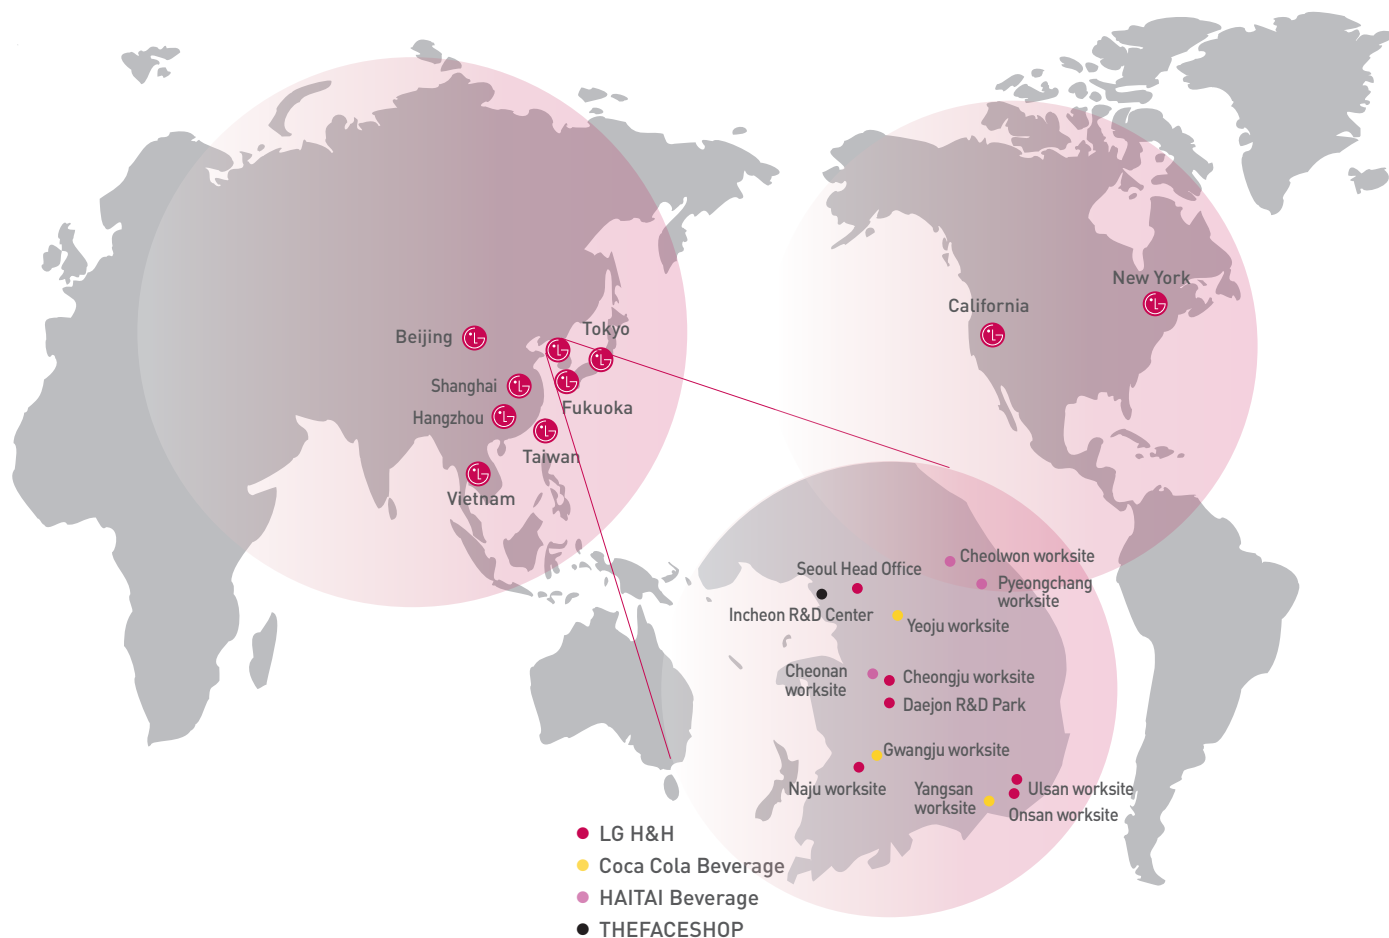 New York
California
Tokyo
Beijing
Shanghai
Fukuoka
Hangzhou
Taiwan
Vietnam
Cheolwon worksite
Seoul Head Office
Pyeongchang
worksite
Incheon R&D Center
Yeoju worksite
Cheonan
worksite
Cheongju worksite
Daejon R&D Park
Gwangju worksite
Naju worksite
Yangsan
worksite
Ulsan worksite
Onsan worksite
LG H&H
Coca Cola Beverage
HAITAI Beverage
THEFACESHOP